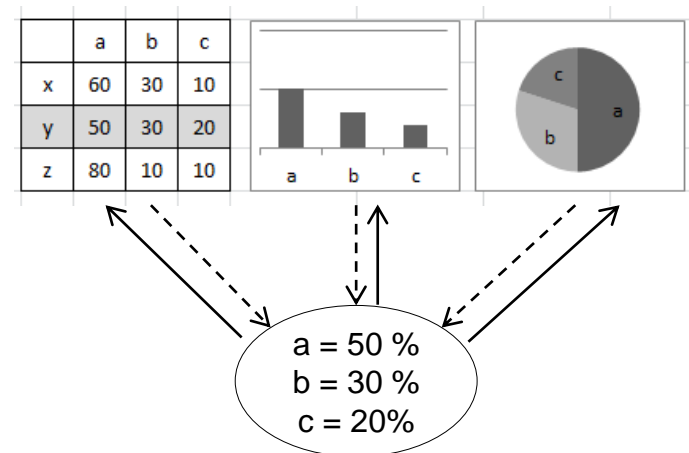 a b c
x 60 30 10
y 50 30 20
z 80 10 10
a b c
c
a
b
a = 50 %
b = 30 %
c = 20%